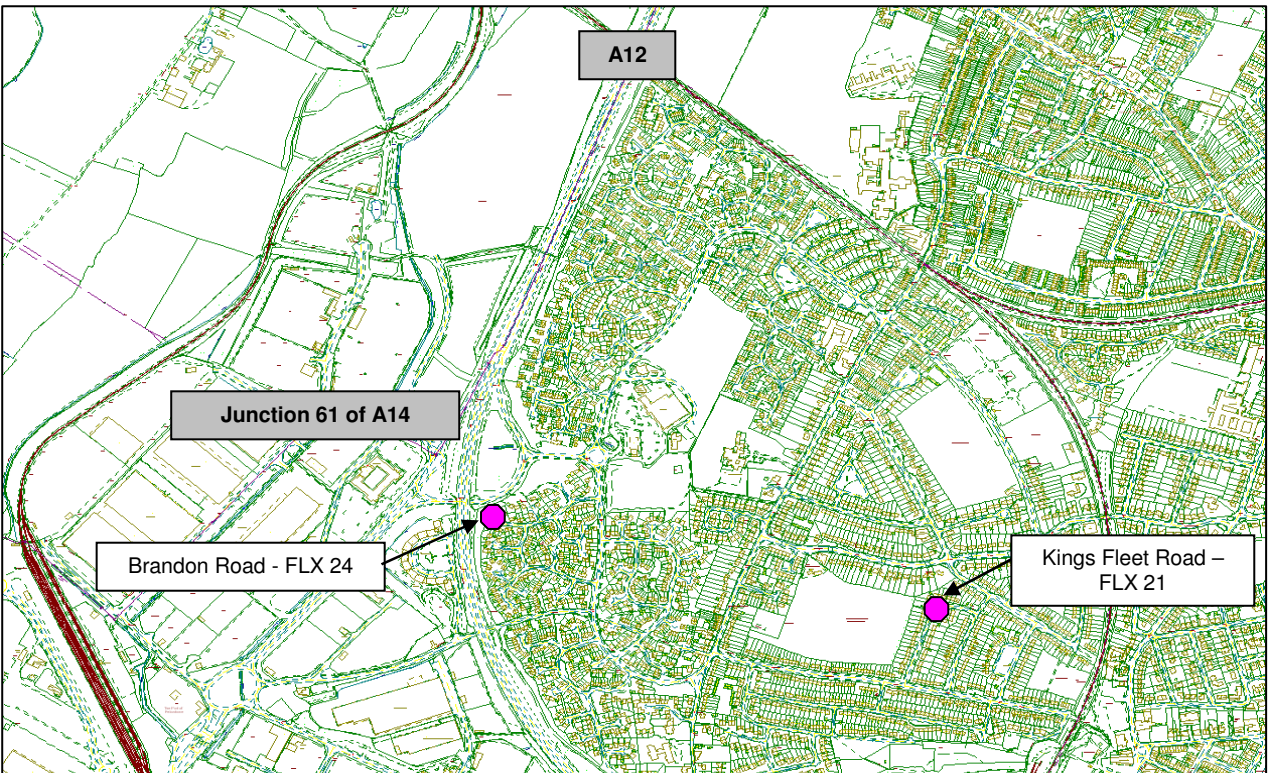 A12
Junction 61 of A14
Brandon Road - FLX 24
Kings Fleet Road –
FLX 21